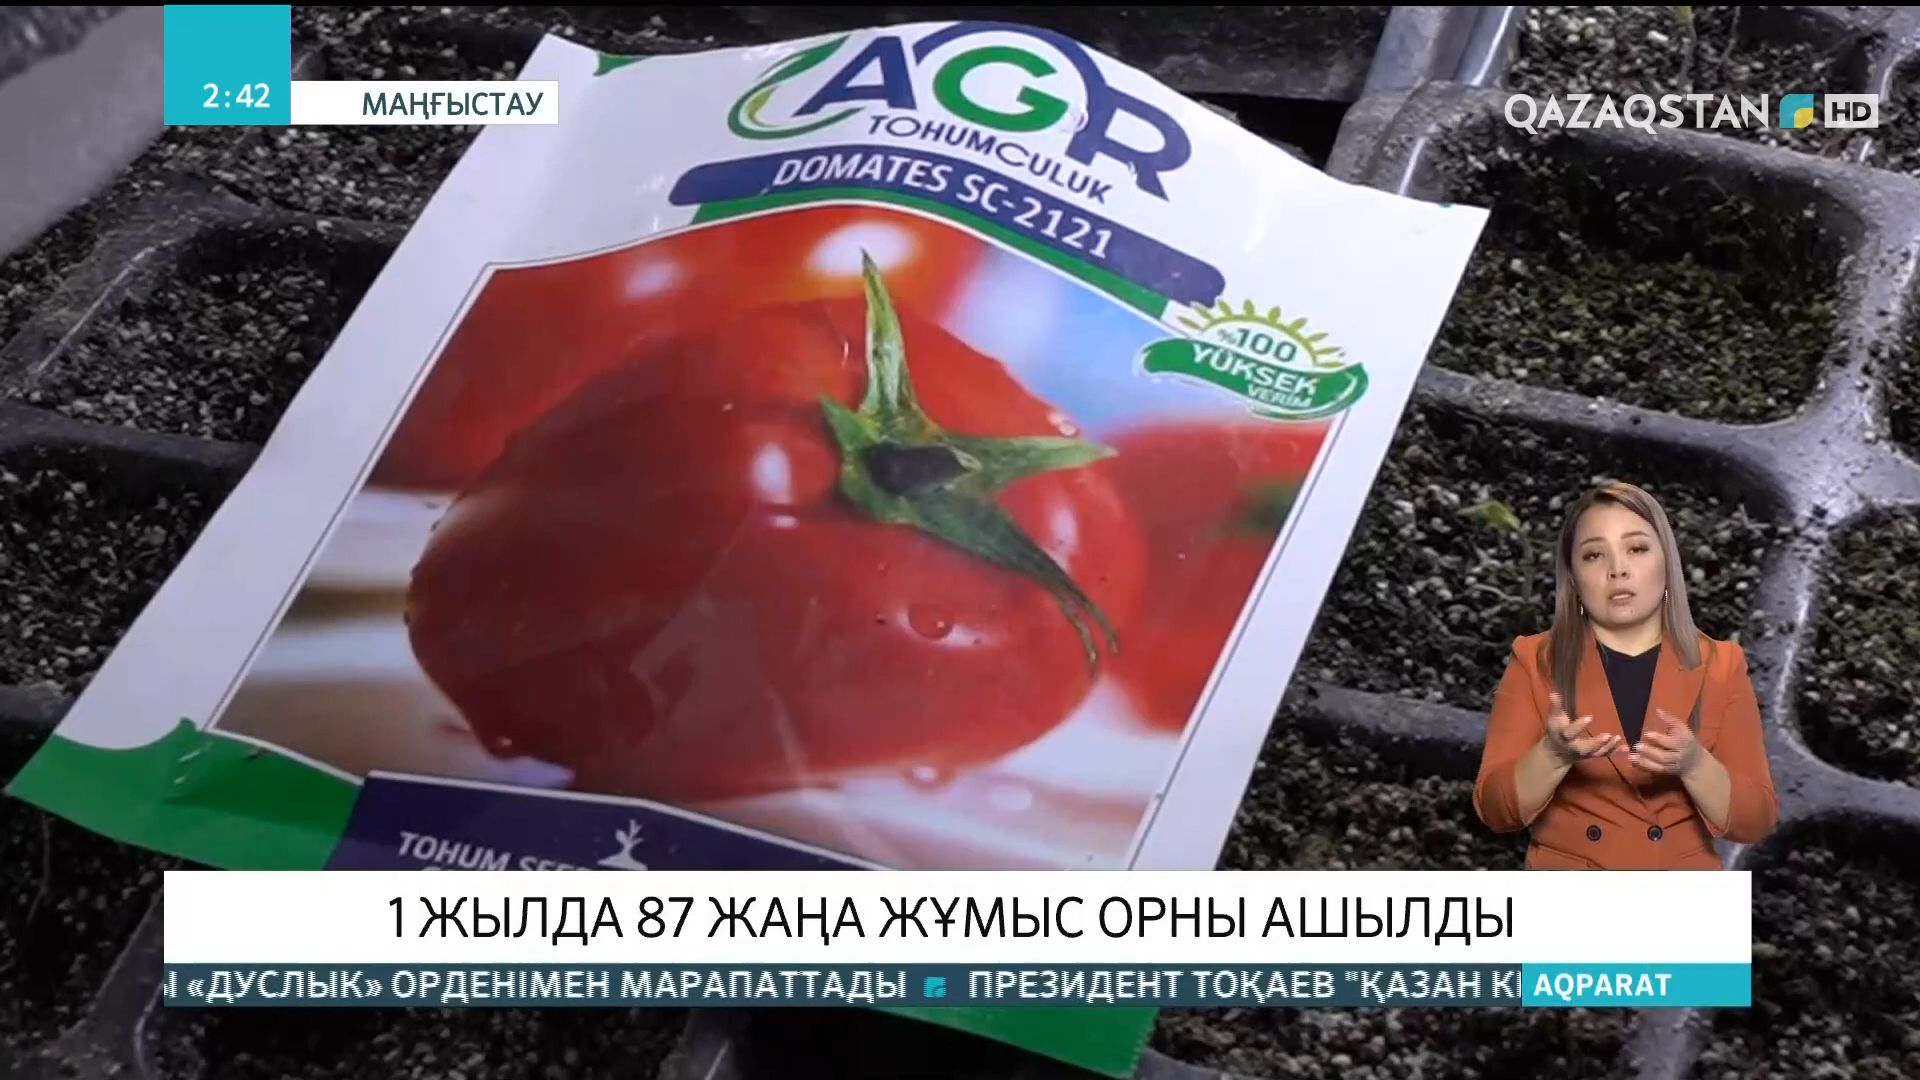 2:42
МАҢҒЫСТАУ
QAZAQSTAN HD
AGR
TOHUMCULUK
DOMATES SC-2121
%100
YÜKSEK
VERİM
TOHUM
1 ЖЫЛДА 87 ЖАҢА ЖҰМЫС ОРНЫ АШЫЛДЫ
«ДУСЛЫК» ОРДЕНІМЕН МАРАПАТТАДЫ ПРЕЗИДЕНТ ТОҚАЕВ "ҚАЗАН
AQPARAT